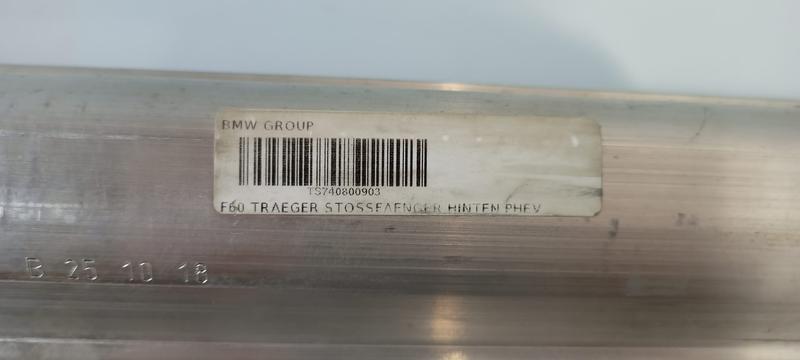 BMW GROUP
TS740800903
F60 TRAEGER STOSSFAENGER HINTEN PHEV
B 25 10 18